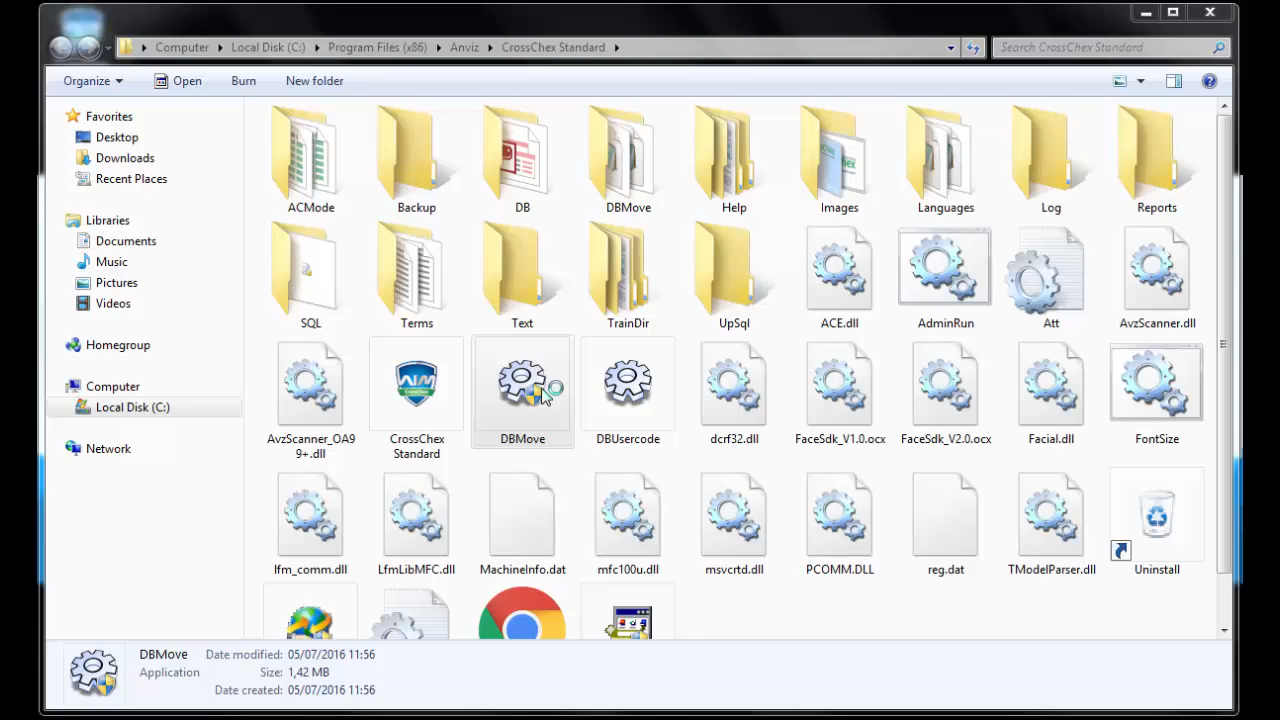 Computer Local Disk (C:) Program Files (x86) Anviz CrossChex Standard Search CrossChex Standard
Organize Open Burn New folder
Favorites
Desktop
Downloads
Recent Places
Libraries
Documents
Music
Pictures
Videos
Homegroup
Computer
Local Disk (C:)
Network
ACMode Backup DB DBMove Help Images Languages Log Reports
SQL Terms Text TrainDir UpSql ACE.dll AdminRun Att AvzScanner.dll
AvzScanner_OA9 CrossChex DBMove DBUsercode dcrf32.dll FaceSdk_V1.0.ocx FaceSdk_V2.0.ocx Facial.dll FontSize
9+.dll Standard
lfm_comm.dll LfmLibMFC.dll MachineInfo.dat mfc100u.dll msvcrtd.dll PCOMM.DLL reg.dat TModelParser.dll Uninstall
DBMove Date modified: 05/07/2016 11:56
Application Size: 1,42 MB
Date created: 05/07/2016 11:56